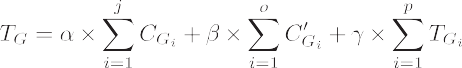 T_G = α × \sum_{i=1}^{j} C_{G_i} + β × \sum_{i=1}^{o} C'_{G_i} + γ × \sum_{i=1}^{p} T_{G_i}